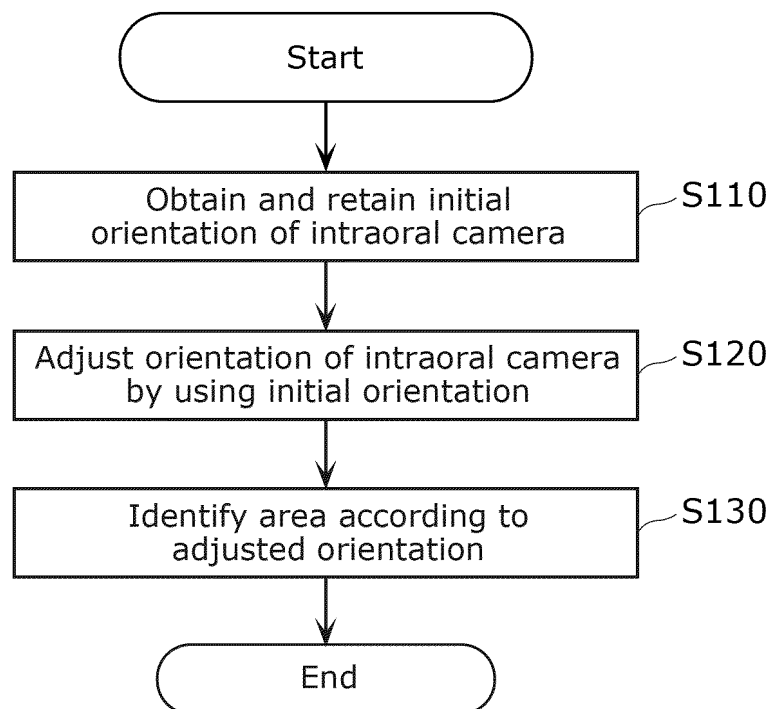 Start
Obtain and retain initial
orientation of intraoral camera
S110
Adjust orientation of intraoral camera
by using initial orientation
S120
Identify area according to
adjusted orientation
S130
End